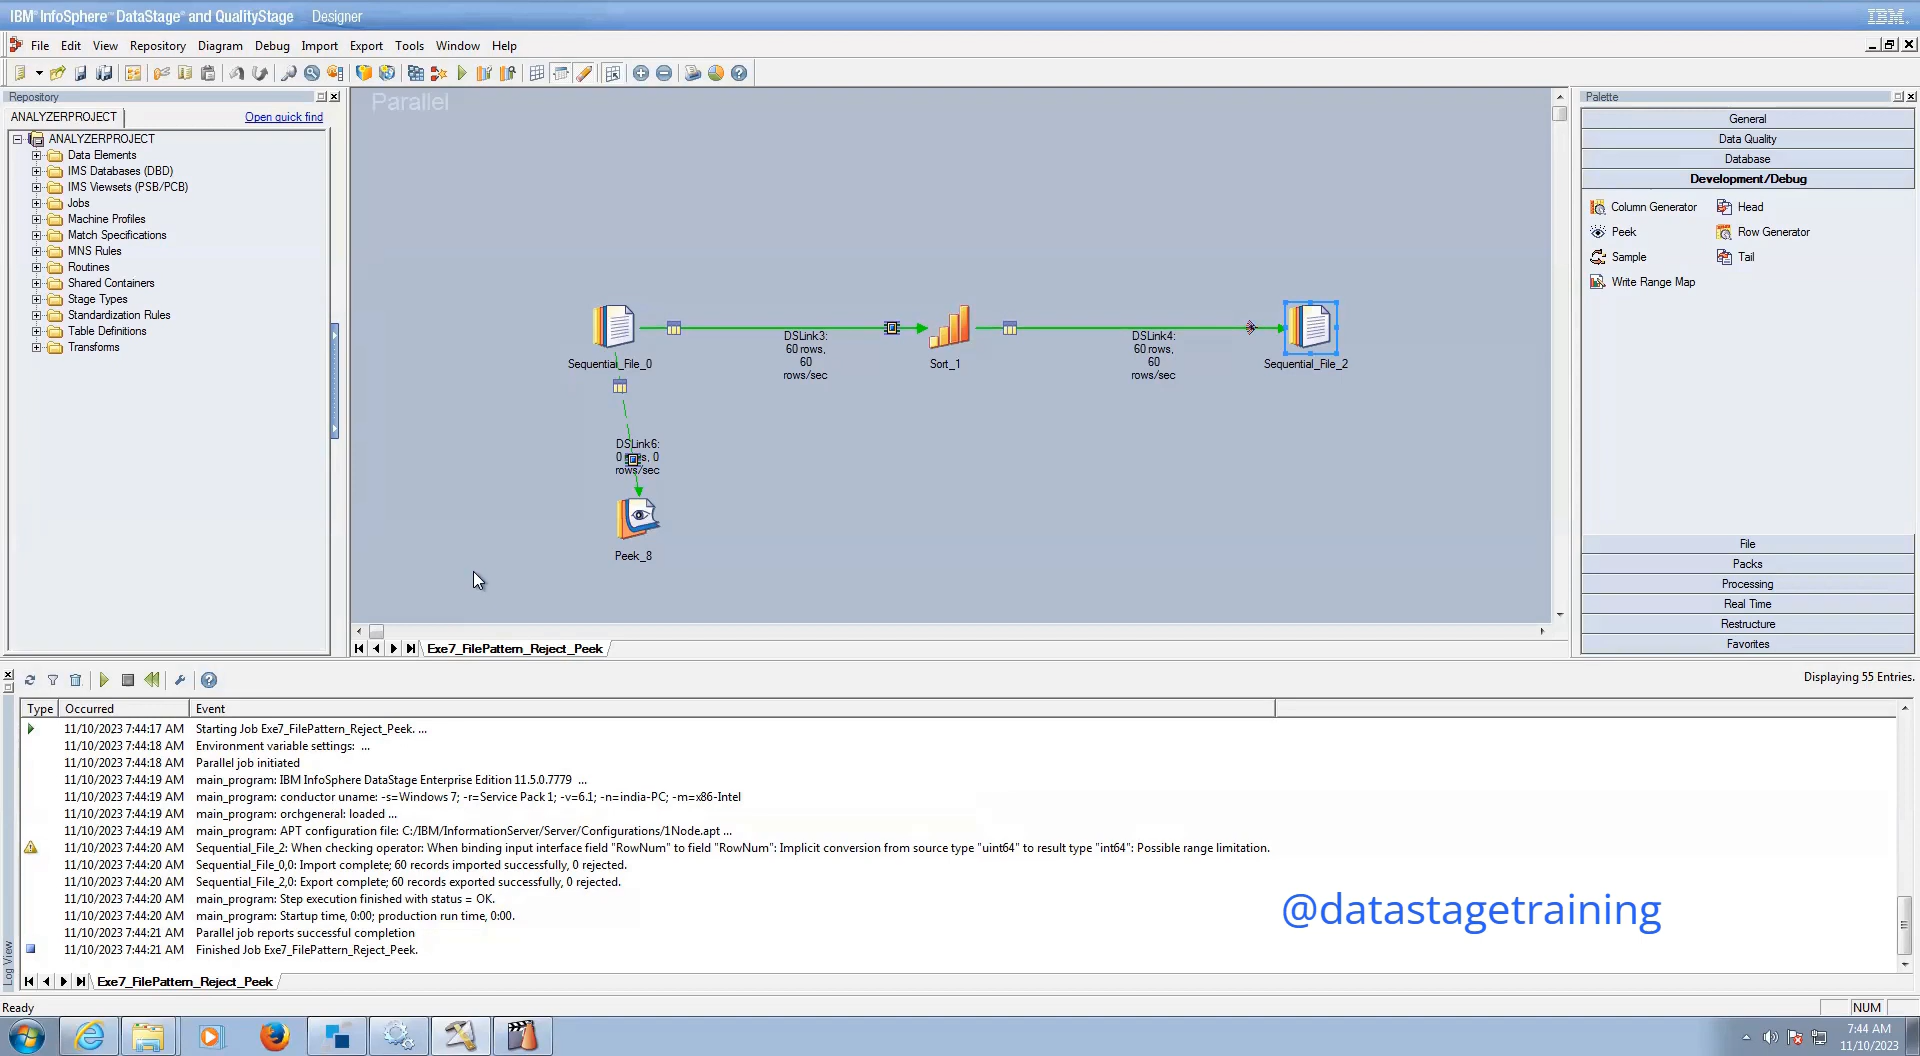 IBM® InfoSphere™ DataStage® and QualityStage Designer
IBM.
File Edit View Repository Diagram Debug Import Export Tools Window Help
Repository
ANALYZERPROJECT Open quick find
ANALYZERPROJECT
Data Elements
IMS Databases (DBD)
IMS Viewsets (PSB/PCB)
Jobs
Machine Profiles
Match Specifications
MNS Rules
Routines
Shared Containers
Stage Types
Standardization Rules
Table Definitions
Transforms
Parallel
Sequential_File_0
DSLink3:
60 rows,
60
rows/sec
Sort_1
DSLink4:
60 rows,
60
rows/sec
Sequential_File_2
DSLink6:
0 rows, 0
rows/sec
Peek_8
Exe7_FilePattern_Reject_Peek
Palette
General
Data Quality
Database
Development/Debug
Column Generator Head
Peek Row Generator
Sample Tail
Write Range Map
File
Packs
Processing
Real Time
Restructure
Favorites
Displaying 55 Entries.
Type Occurred Event
11/10/2023 7:44:17 AM Starting Job Exe7_FilePattern_Reject_Peek. ...
11/10/2023 7:44:18 AM Environment variable settings: ...
11/10/2023 7:44:18 AM Parallel job initiated
11/10/2023 7:44:19 AM main_program: IBM InfoSphere DataStage Enterprise Edition 11.5.0.7779 ...
11/10/2023 7:44:19 AM main_program: conductor uname: -s=Windows 7; -r=Service Pack 1; -v=6.1; -n=india-PC; -m=x86-Intel
11/10/2023 7:44:19 AM main_program: orchgeneral: loaded ...
11/10/2023 7:44:19 AM main_program: APT configuration file: C:/IBM/InformationServer/Server/Configurations/1Node.apt ...
11/10/2023 7:44:20 AM Sequential_File_2: When checking operator: When binding input interface field "RowNum" to field "RowNum": Implicit conversion from source type "uint64" to result type "int64": Possible range limitation.
11/10/2023 7:44:20 AM Sequential_File_0,0: Import complete; 60 records imported successfully, 0 rejected.
11/10/2023 7:44:20 AM Sequential_File_2,0: Export complete; 60 records exported successfully, 0 rejected.
11/10/2023 7:44:20 AM main_program: Step execution finished with status = OK.
11/10/2023 7:44:20 AM main_program: Startup time, 0:00; production run time, 0:00.
11/10/2023 7:44:21 AM Parallel job reports successful completion
11/10/2023 7:44:21 AM Finished Job Exe7_FilePattern_Reject_Peek.
@datastagetraining
Log View
Exe7_FilePattern_Reject_Peek
Ready
NUM
7:44 AM
11/10/2023